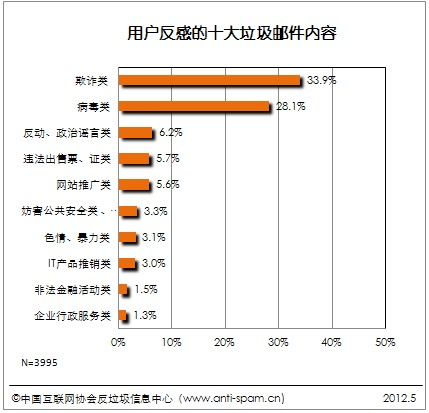 用户反感的十大垃圾邮件内容
欺诈类 33.9%
病毒类 28.1%
反动、政治谣言类 6.2%
违法出售票、证类 5.7%
网站推广类 5.6%
妨害公共安全类、… 3.3%
色情、暴力类 3.1%
IT产品推销类 3.0%
非法金融活动类 1.5%
企业行政服务类 1.3%
0% 10% 20% 30% 40% 50%
N=3995
©中国互联网协会反垃圾信息中心（www.anti-spam.cn） 2012.5